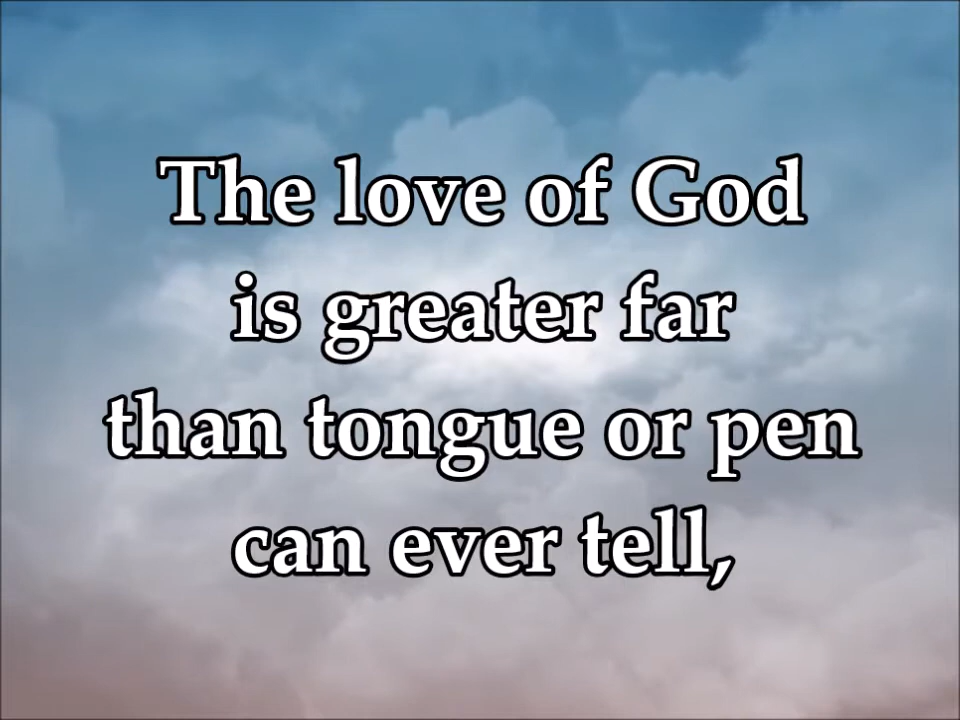 The love of God
is greater far
than tongue or pen
can ever tell,